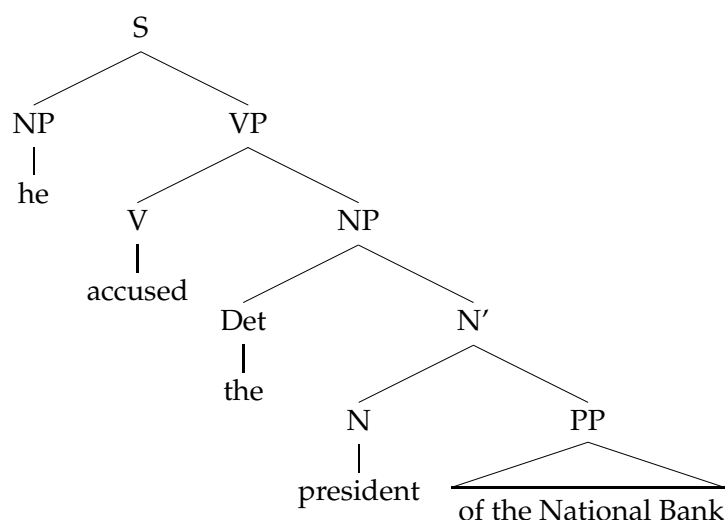 S
NP VP
he
V NP
accused
Det N'
the
N PP
president
of the National Bank